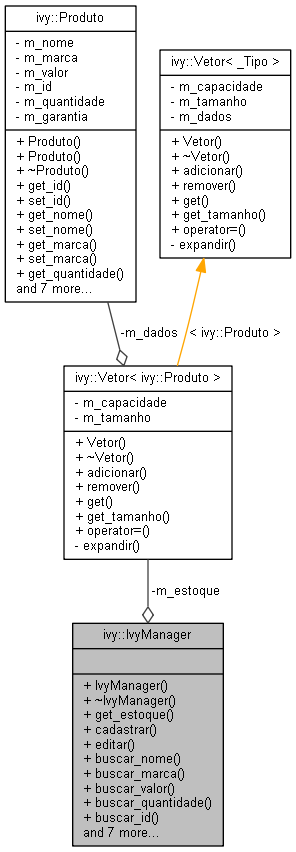 ivy::Produto
- m_nome
- m_marca
- m_valor
- m_id
- m_quantidade
- m_garantia
+ Produto()
+ Produto()
+ ~Produto()
+ get_id()
+ set_id()
+ get_nome()
+ set_nome()
+ get_marca()
+ set_marca()
+ get_quantidade()
and 7 more...
ivy::Vetor< _Tipo >
- m_capacidade
- m_tamanho
- m_dados
+ Vetor()
+ ~Vetor()
+ adicionar()
+ remover()
+ get()
+ get_tamanho()
+ operator=()
- expandir()
-m_dados
< ivy::Produto >
ivy::Vetor< ivy::Produto >
- m_capacidade
- m_tamanho
+ Vetor()
+ ~Vetor()
+ adicionar()
+ remover()
+ get()
+ get_tamanho()
+ operator=()
- expandir()
-m_estoque
ivy::IvyManager
+ IvyManager()
+ ~IvyManager()
+ get_estoque()
+ cadastrar()
+ editar()
+ buscar_nome()
+ buscar_marca()
+ buscar_valor()
+ buscar_quantidade()
+ buscar_id()
and 7 more...